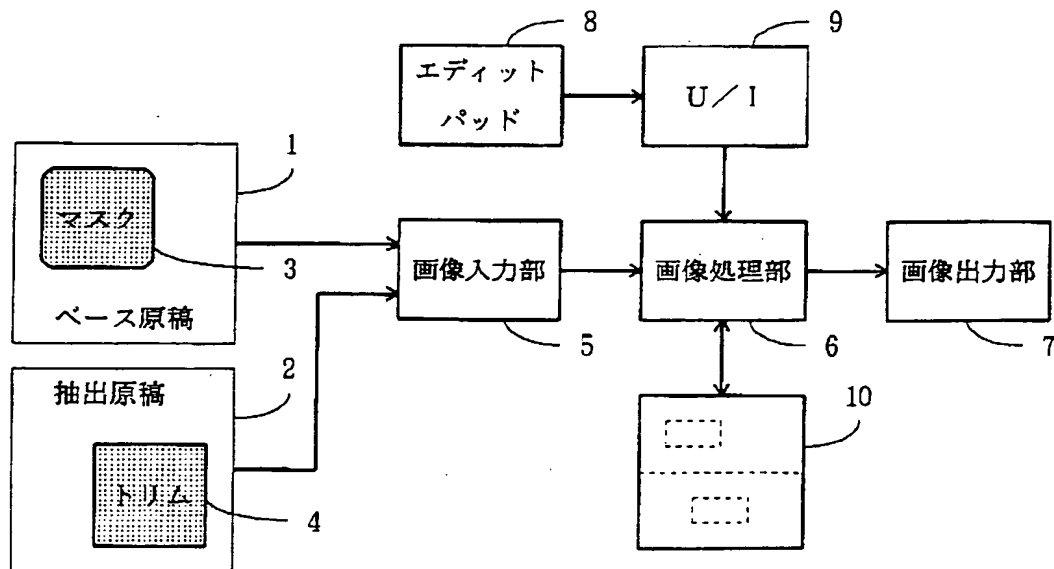 8
エディット
パッド
9
U/I
1
マスク
3
ベース原稿
画像入力部
5
画像処理部
6
画像出力部
7
2
抽出原稿
トリム
4
10